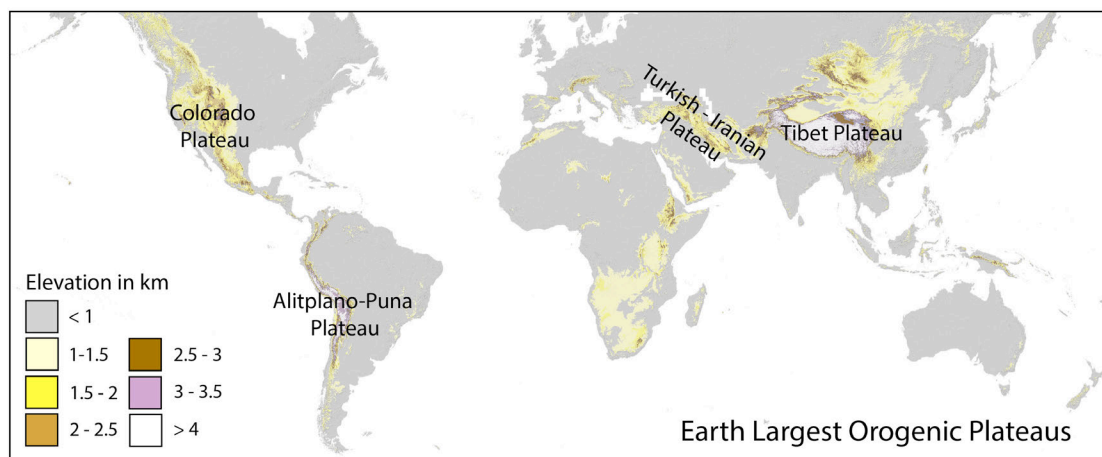 Colorado
Plateau
Turkish - Iranian
Plateau
Tibet Plateau
Alitplano-Puna
Plateau
Elevation in km
< 1
1-1.5
1.5 - 2
2 - 2.5
2.5 - 3
3 - 3.5
> 4
Earth Largest Orogenic Plateaus